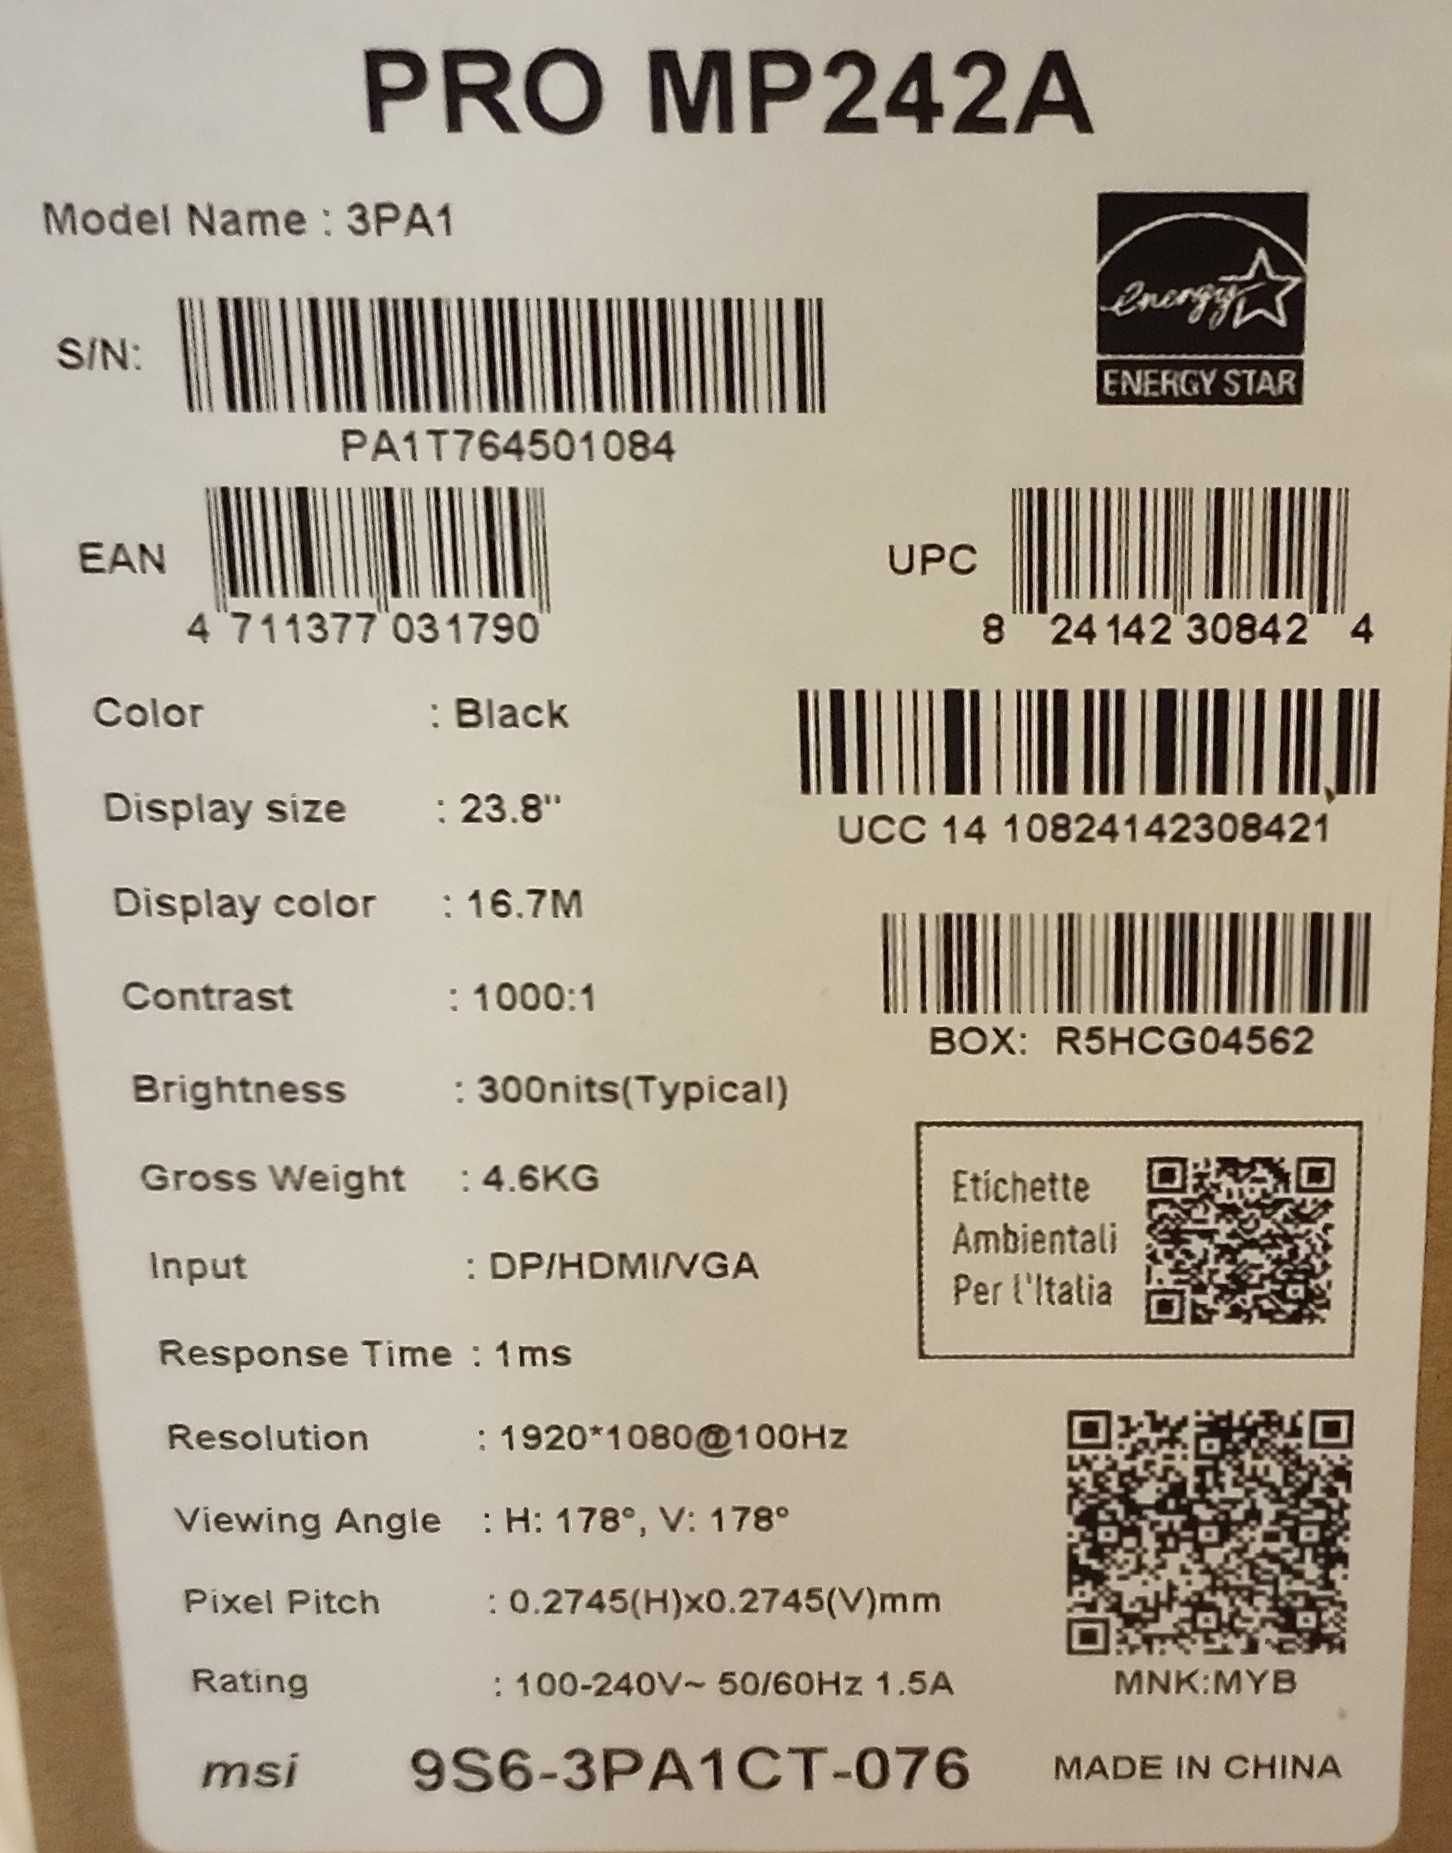 PRO MP242A
Model Name : 3PA1
energy
ENERGY STAR
S/N:
PA1T764501084
EAN
4 711377 031790
UPC
8 24142 30842 4
Color : Black
UCC 14 10824142308421
Display size : 23.8"
Display color : 16.7M
Contrast : 1000:1
BOX: R5HCG04562
Brightness : 300nits(Typical)
Gross Weight : 4.6KG
Etichette
Ambientali
Per l'Italia
Input : DP/HDMI/VGA
Response Time : 1ms
Resolution : 1920*1080@100Hz
Viewing Angle : H: 178°, V: 178°
Pixel Pitch : 0.2745(H)x0.2745(V)mm
Rating : 100-240V~ 50/60Hz 1.5A
MNK:MYB
msi 9S6-3PA1CT-076 MADE IN CHINA